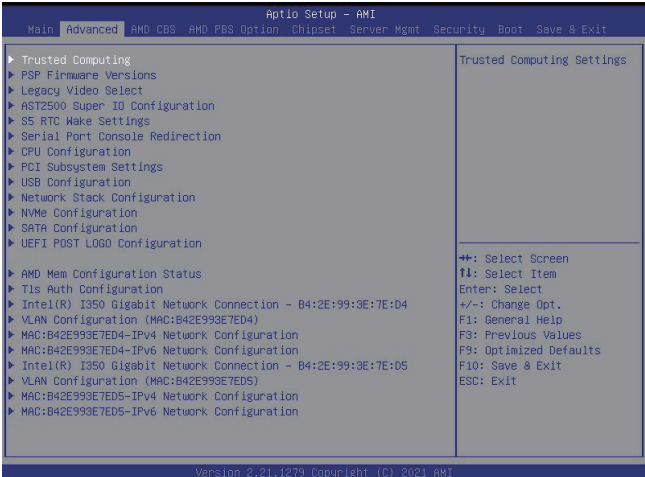 Aptio Setup – AMI
Main Advanced AMD CBS AMD PBS Option Chipset Server Mgmt Security Boot Save & Exit
Trusted Computing
PSP Firmware Versions
Legacy Video Select
AST2500 Super IO Configuration
S5 RTC Wake Settings
Serial Port Console Redirection
CPU Configuration
PCI Subsystem Settings
USB Configuration
Network Stack Configuration
NVMe Configuration
SATA Configuration
UEFI POST LOGO Configuration
AMD Mem Configuration Status
Tls Auth Configuration
Intel(R) I350 Gigabit Network Connection – B4:2E:99:3E:7E:D4
VLAN Configuration (MAC:B42E993E7ED4)
MAC:B42E993E7ED4-IPv4 Network Configuration
MAC:B42E993E7ED4-IPv6 Network Configuration
Intel(R) I350 Gigabit Network Connection – B4:2E:99:3E:7E:D5
VLAN Configuration (MAC:B42E993E7ED5)
MAC:B42E993E7ED5-IPv4 Network Configuration
MAC:B42E993E7ED5-IPv6 Network Configuration
Trusted Computing Settings
→←: Select Screen
↑↓: Select Item
Enter: Select
+/-: Change Opt.
F1: General Help
F3: Previous Values
F9: Optimized Defaults
F10: Save & Exit
ESC: Exit
Version 2.21.1279 Copyright (C) 2021 AMI